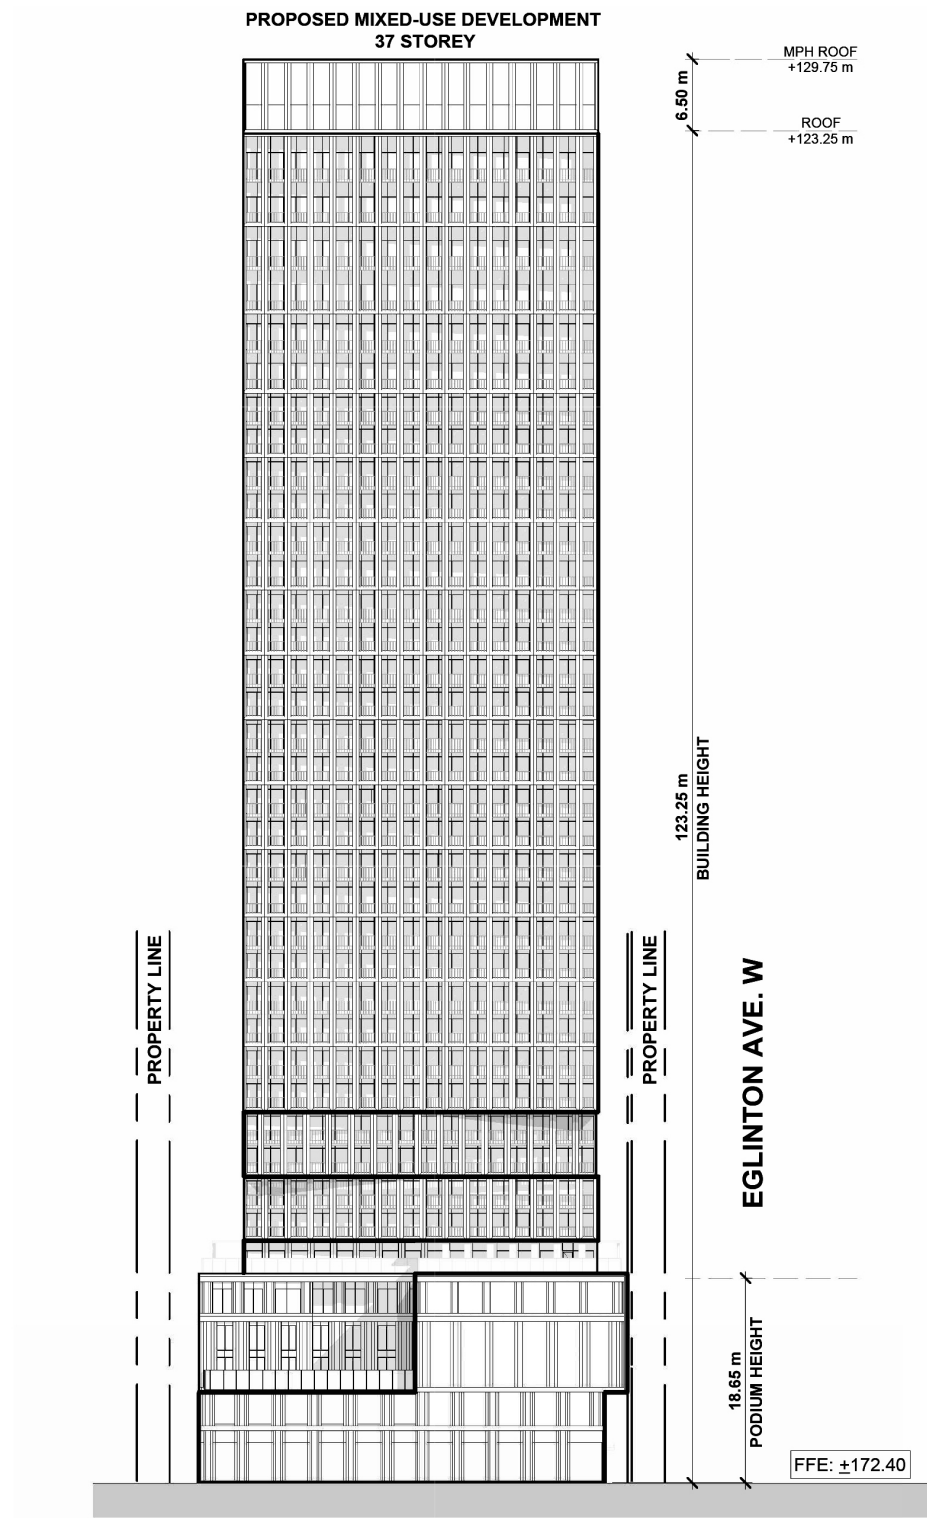 PROPOSED MIXED-USE DEVELOPMENT
37 STOREY
MPH ROOF
+129.75 m
6.50 m
ROOF
+123.25 m
123.25 m
BUILDING HEIGHT
PROPERTY LINE
PROPERTY LINE
EGLINTON AVE. W
18.65 m
PODIUM HEIGHT
FFE: ±172.40